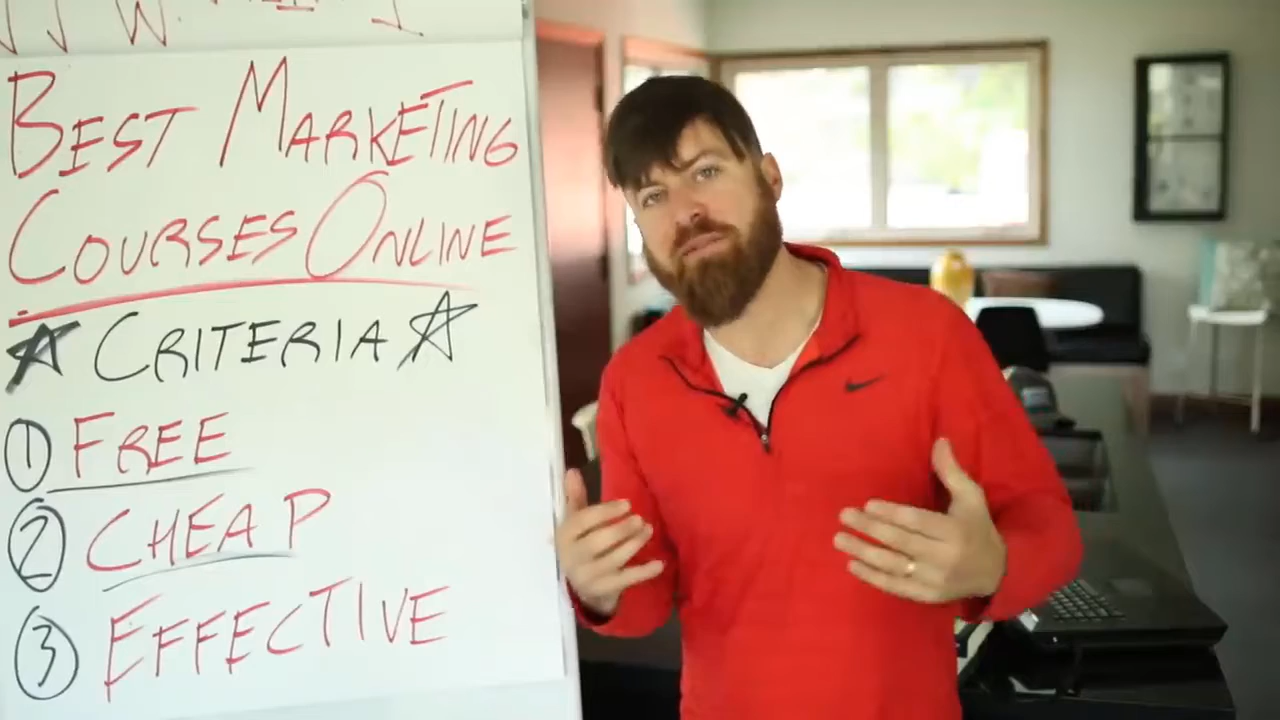 BEST MARKETING
COURSES ONLINE
CRITERIA
1 FREE
2 CHEAP
3 EFFECTIVE